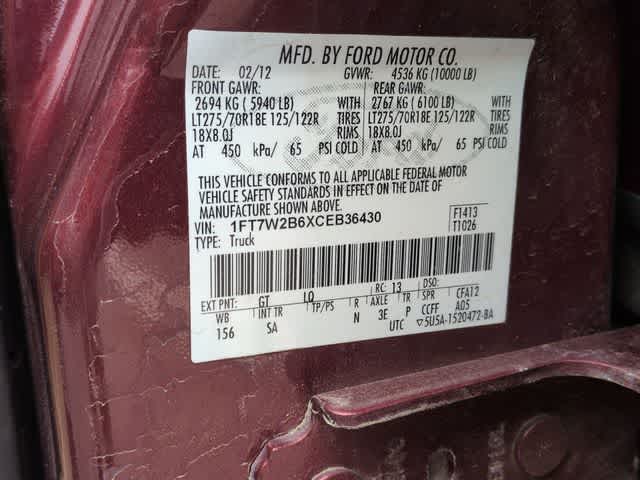 MFD. BY FORD MOTOR CO.
DATE: 02/12 GVWR: 4536 KG (10000 LB)
FRONT GAWR: REAR GAWR:
2694 KG ( 5940 LB) WITH 2767 KG ( 6100 LB) WITH
LT275/70R18E 125/122R TIRES LT275/70R18E 125/122R TIRES
18X8.0J RIMS 18X8.0J RIMS
AT 450 kPa/ 65 PSI COLD AT 450 kPa/ 65 PSI COLD
THIS VEHICLE CONFORMS TO ALL APPLICABLE FEDERAL MOTOR
VEHICLE SAFETY STANDARDS IN EFFECT ON THE DATE OF
MANUFACTURE SHOWN ABOVE.
VIN: 1FT7W2B6XCEB36430 F1413
TYPE: Truck T1026
EXT PNT: GT LQ RC: 13 DSO:
WB INT TR TP/PS R AXLE TR SPR CFA12
156 SA N 3E P CCFF A05
UTC ▽5U5A-1520472-BA